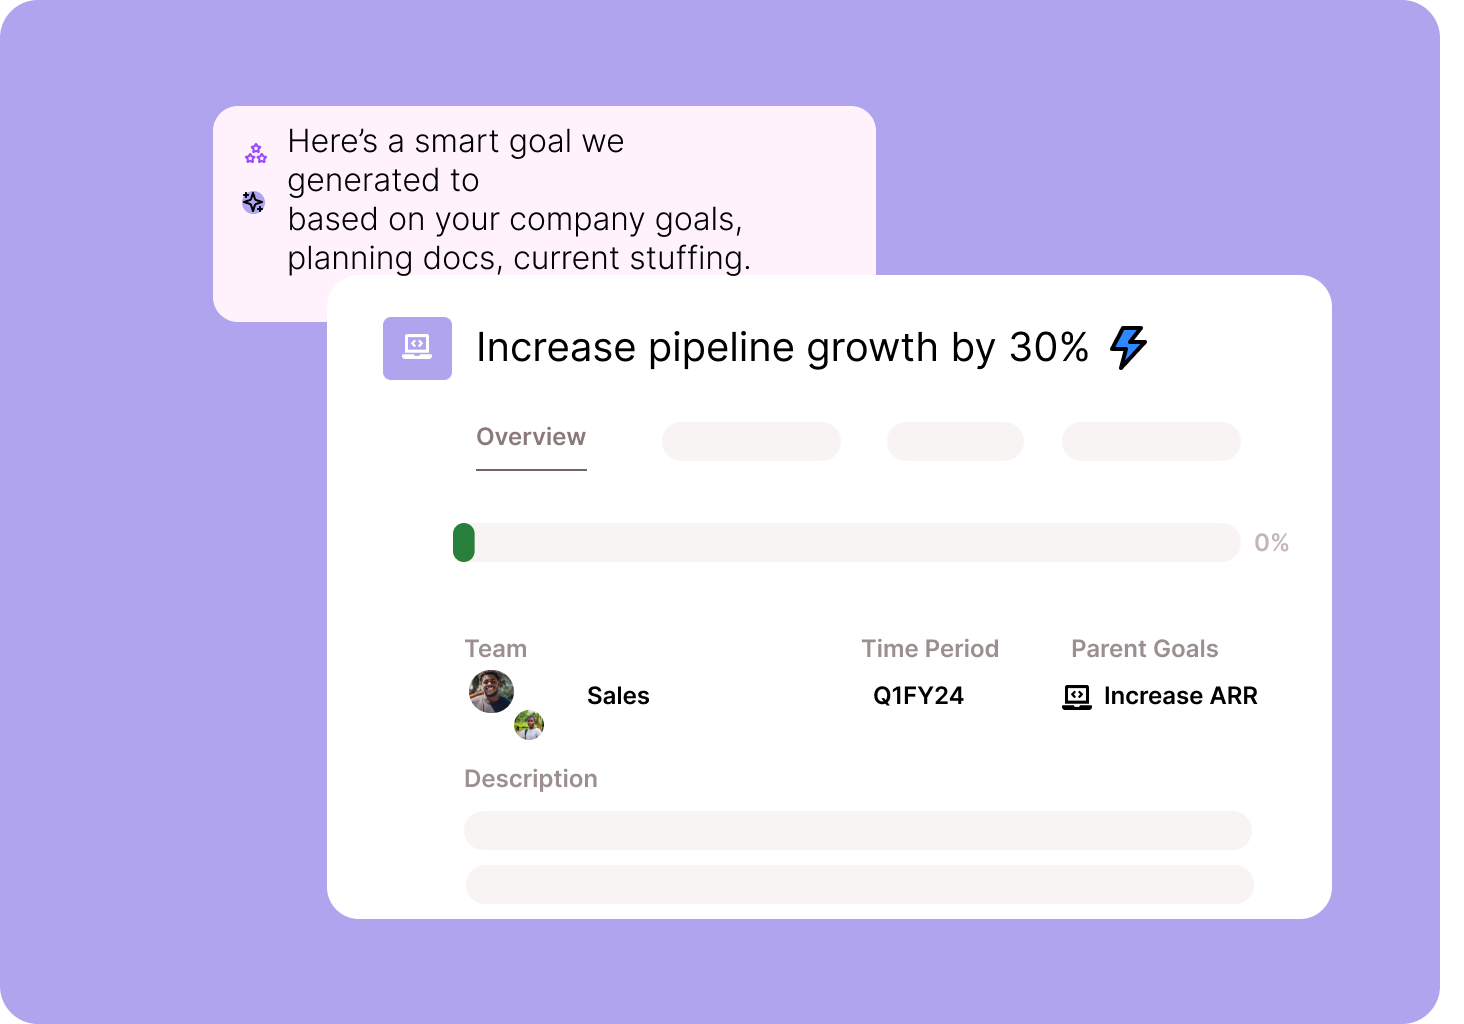 Here’s a smart goal we
generated to
based on your company goals,
planning docs, current stuffing.
Increase pipeline growth by 30%
Overview
0%
Team
Time Period
Parent Goals
Sales
Q1FY24
Increase ARR
Description